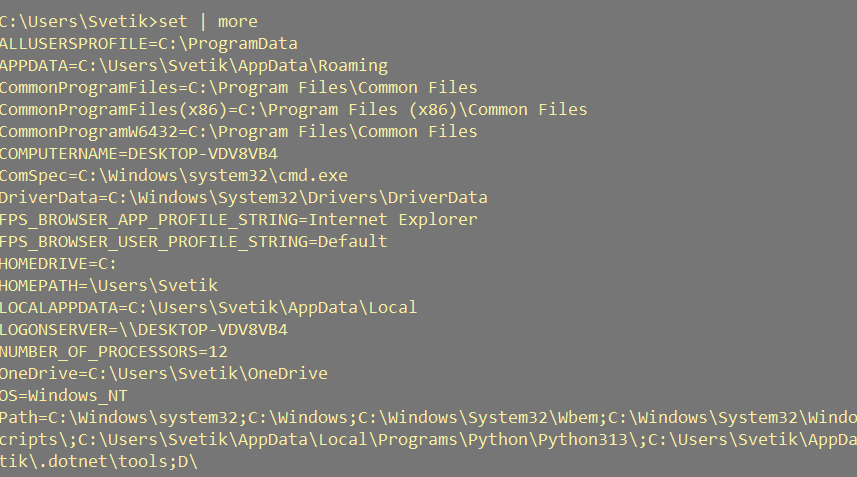 C:\Users\Svetik>set | more
ALLUSERSPROFILE=C:\ProgramData
APPDATA=C:\Users\Svetik\AppData\Roaming
CommonProgramFiles=C:\Program Files\Common Files
CommonProgramFiles(x86)=C:\Program Files (x86)\Common Files
CommonProgramW6432=C:\Program Files\Common Files
COMPUTERNAME=DESKTOP-VDV8VB4
ComSpec=C:\Windows\system32\cmd.exe
DriverData=C:\Windows\System32\Drivers\DriverData
FPS_BROWSER_APP_PROFILE_STRING=Internet Explorer
FPS_BROWSER_USER_PROFILE_STRING=Default
HOMEDRIVE=C:
HOMEPATH=\Users\Svetik
LOCALAPPDATA=C:\Users\Svetik\AppData\Local
LOGONSERVER=\\DESKTOP-VDV8VB4
NUMBER_OF_PROCESSORS=12
OneDrive=C:\Users\Svetik\OneDrive
OS=Windows_NT
Path=C:\Windows\system32;C:\Windows;C:\Windows\System32\Wbem;C:\Windows\System32\Windo
cripts\;C:\Users\Svetik\AppData\Local\Programs\Python\Python313\;C:\Users\Svetik\AppDa
tik\.dotnet\tools;D\